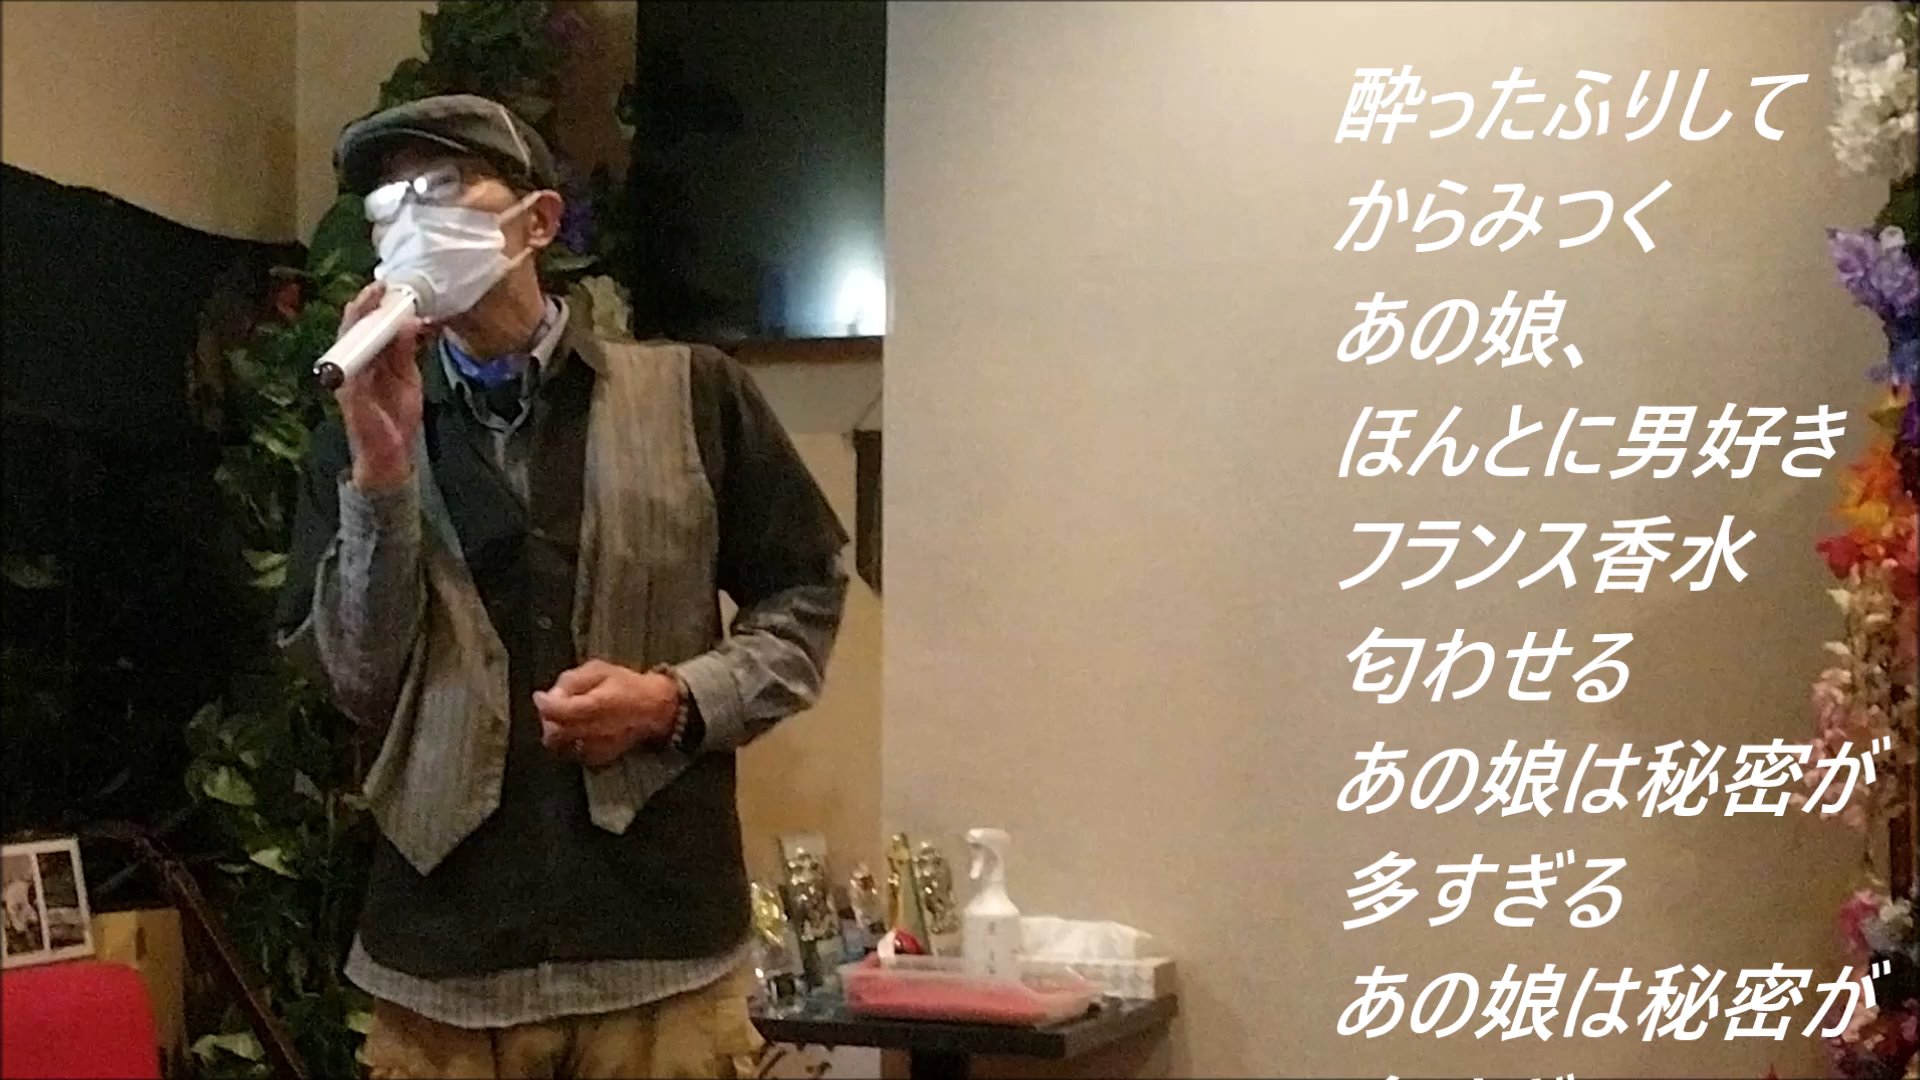 酔ったふりして
からみつく
あの娘、
ほんとに男好き
フランス香水
匂わせる
あの娘は秘密が
多すぎる
あの娘は秘密が